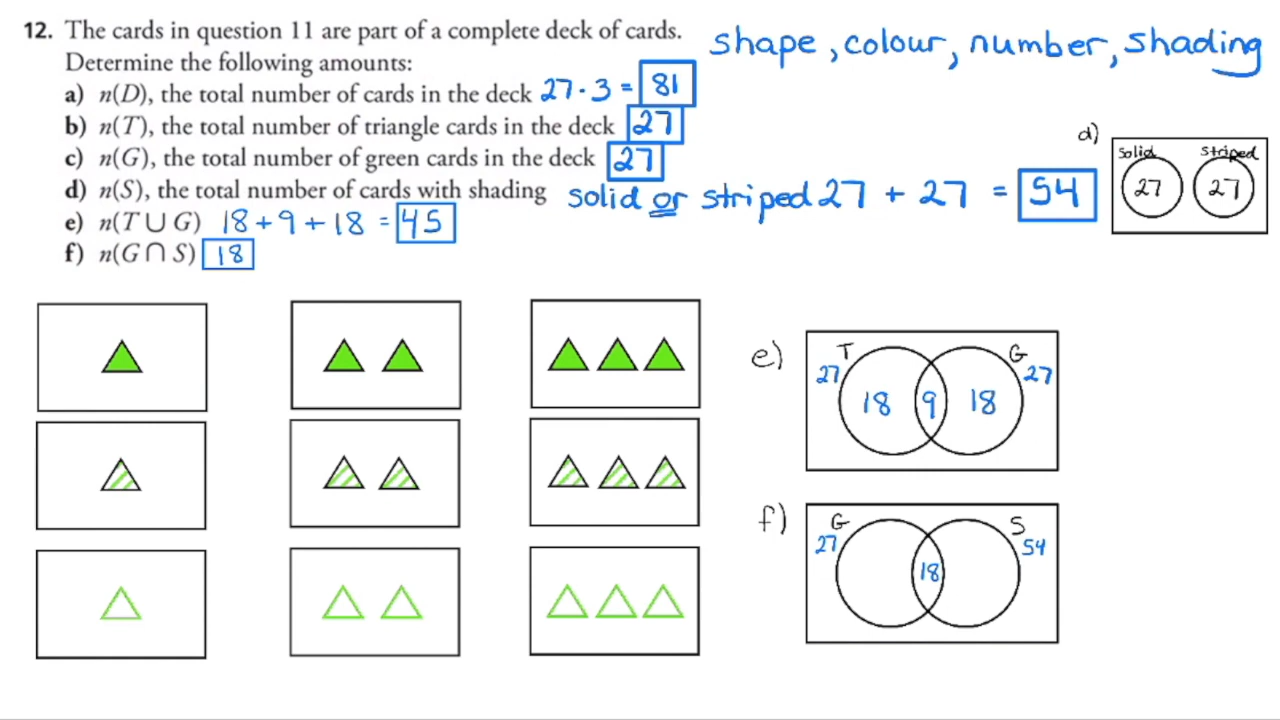 12. The cards in question 11 are part of a complete deck of cards.
shape, colour, number, shading
Determine the following amounts:
a) n(D), the total number of cards in the deck 27·3 = 81
b) n(T), the total number of triangle cards in the deck 27
c) n(G), the total number of green cards in the deck 27
d) n(S), the total number of cards with shading solid or striped 27 + 27 = 54
e) n(T ∪ G) 18+9+18 = 45
f) n(G ∩ S) 18
d)
solid striped
27 27
e)
T G
27 27
18 9 18
f)
G S
27 54
18